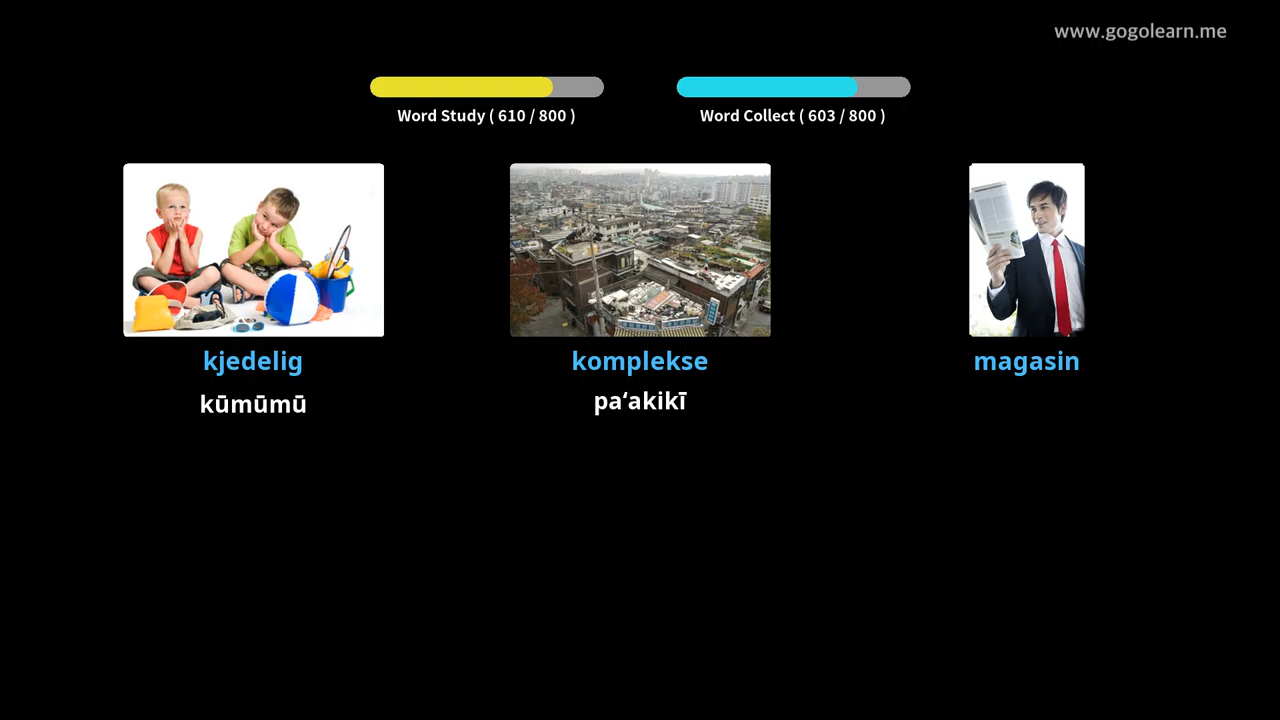 www.gogolearn.me
Word Study ( 610 / 800 )
Word Collect ( 603 / 800 )
kjedelig
komplekse
magasin
kūmūmū
paʻakikī